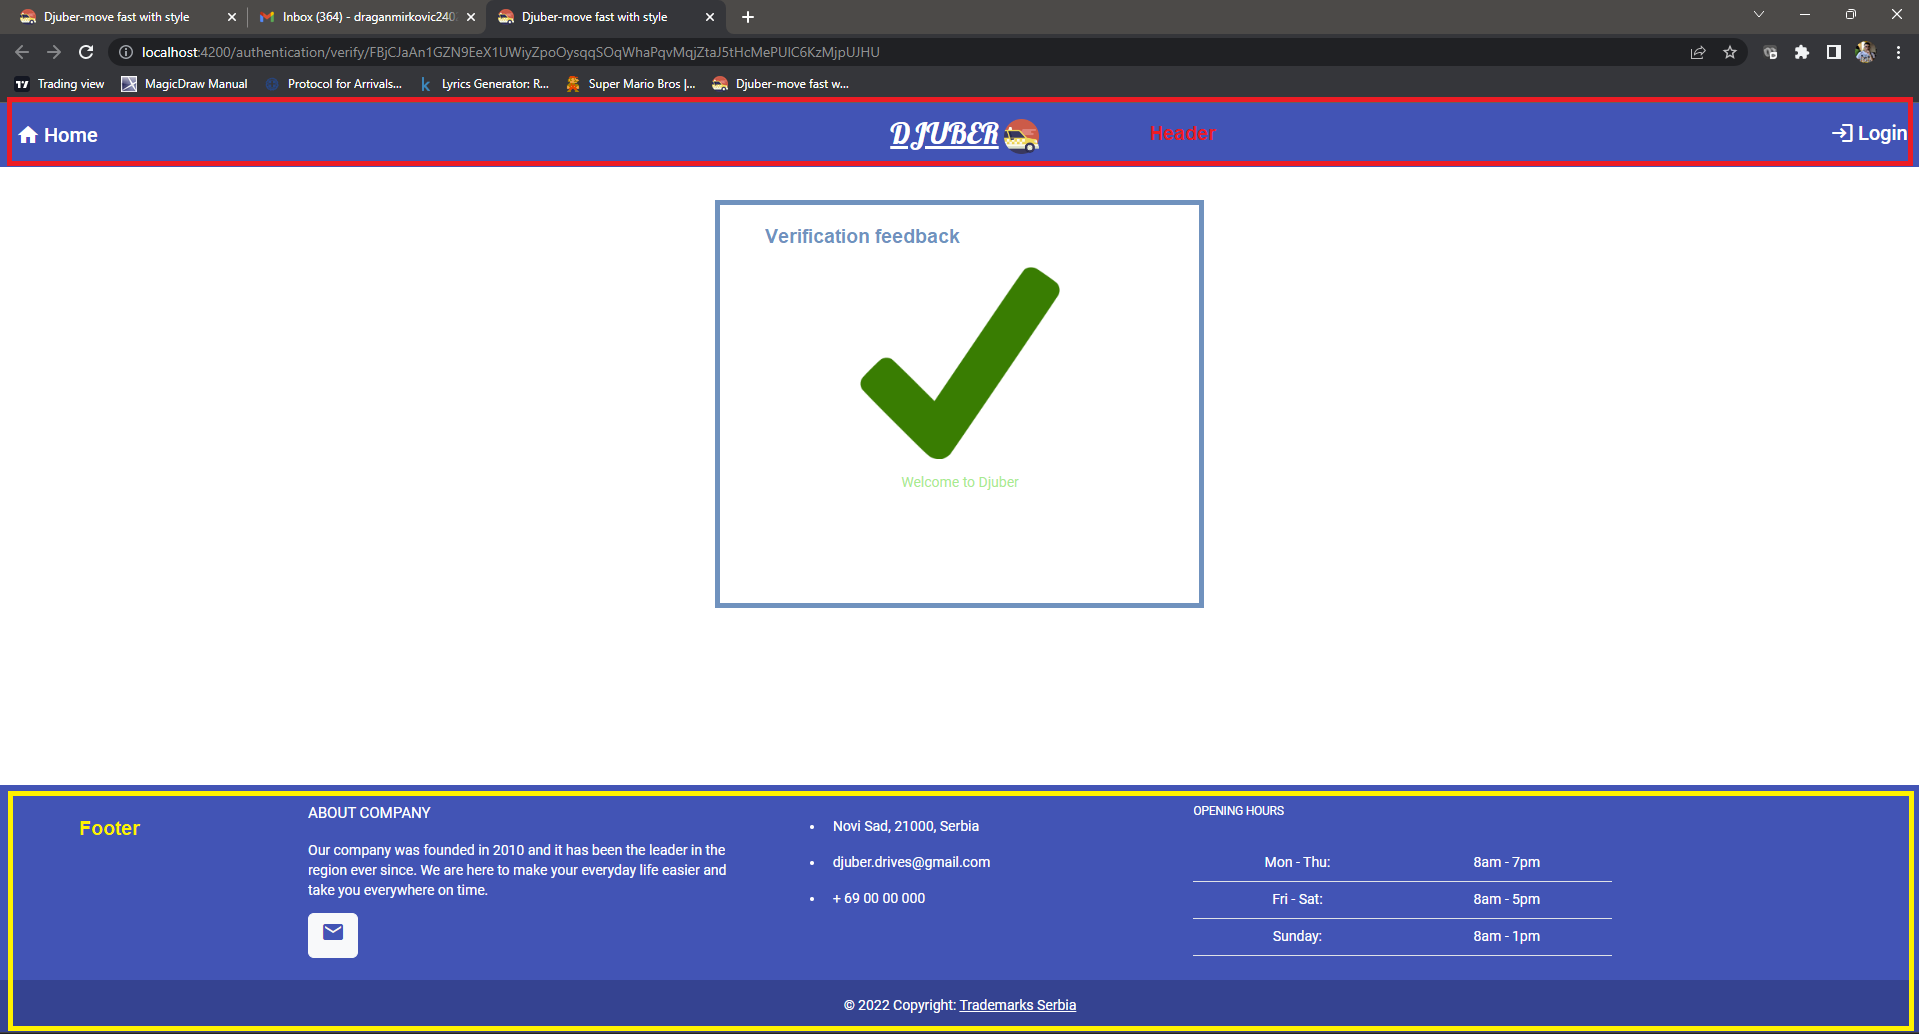 Djuber-move fast with style
Inbox (364) - draganmirkovic240
Djuber-move fast with style
localhost:4200/authentication/verify/FBjCJaAn1GZN9EeX1UWiyZpoOysqqSOqWhaPqvMqjZtaJ5tHcMePUlC6KzMjpUJHU
Trading view
MagicDraw Manual
Protocol for Arrivals...
Lyrics Generator: R...
Super Mario Bros |...
Djuber-move fast w...
Home
DJUBER
Header
Login
Verification feedback
Welcome to Djuber
Footer
ABOUT COMPANY
Our company was founded in 2010 and it has been the leader in the
region ever since. We are here to make your everyday life easier and
take you everywhere on time.
Novi Sad, 21000, Serbia
djuber.drives@gmail.com
+ 69 00 00 000
OPENING HOURS
Mon - Thu: 8am - 7pm
Fri - Sat: 8am - 5pm
Sunday: 8am - 1pm
© 2022 Copyright: Trademarks Serbia